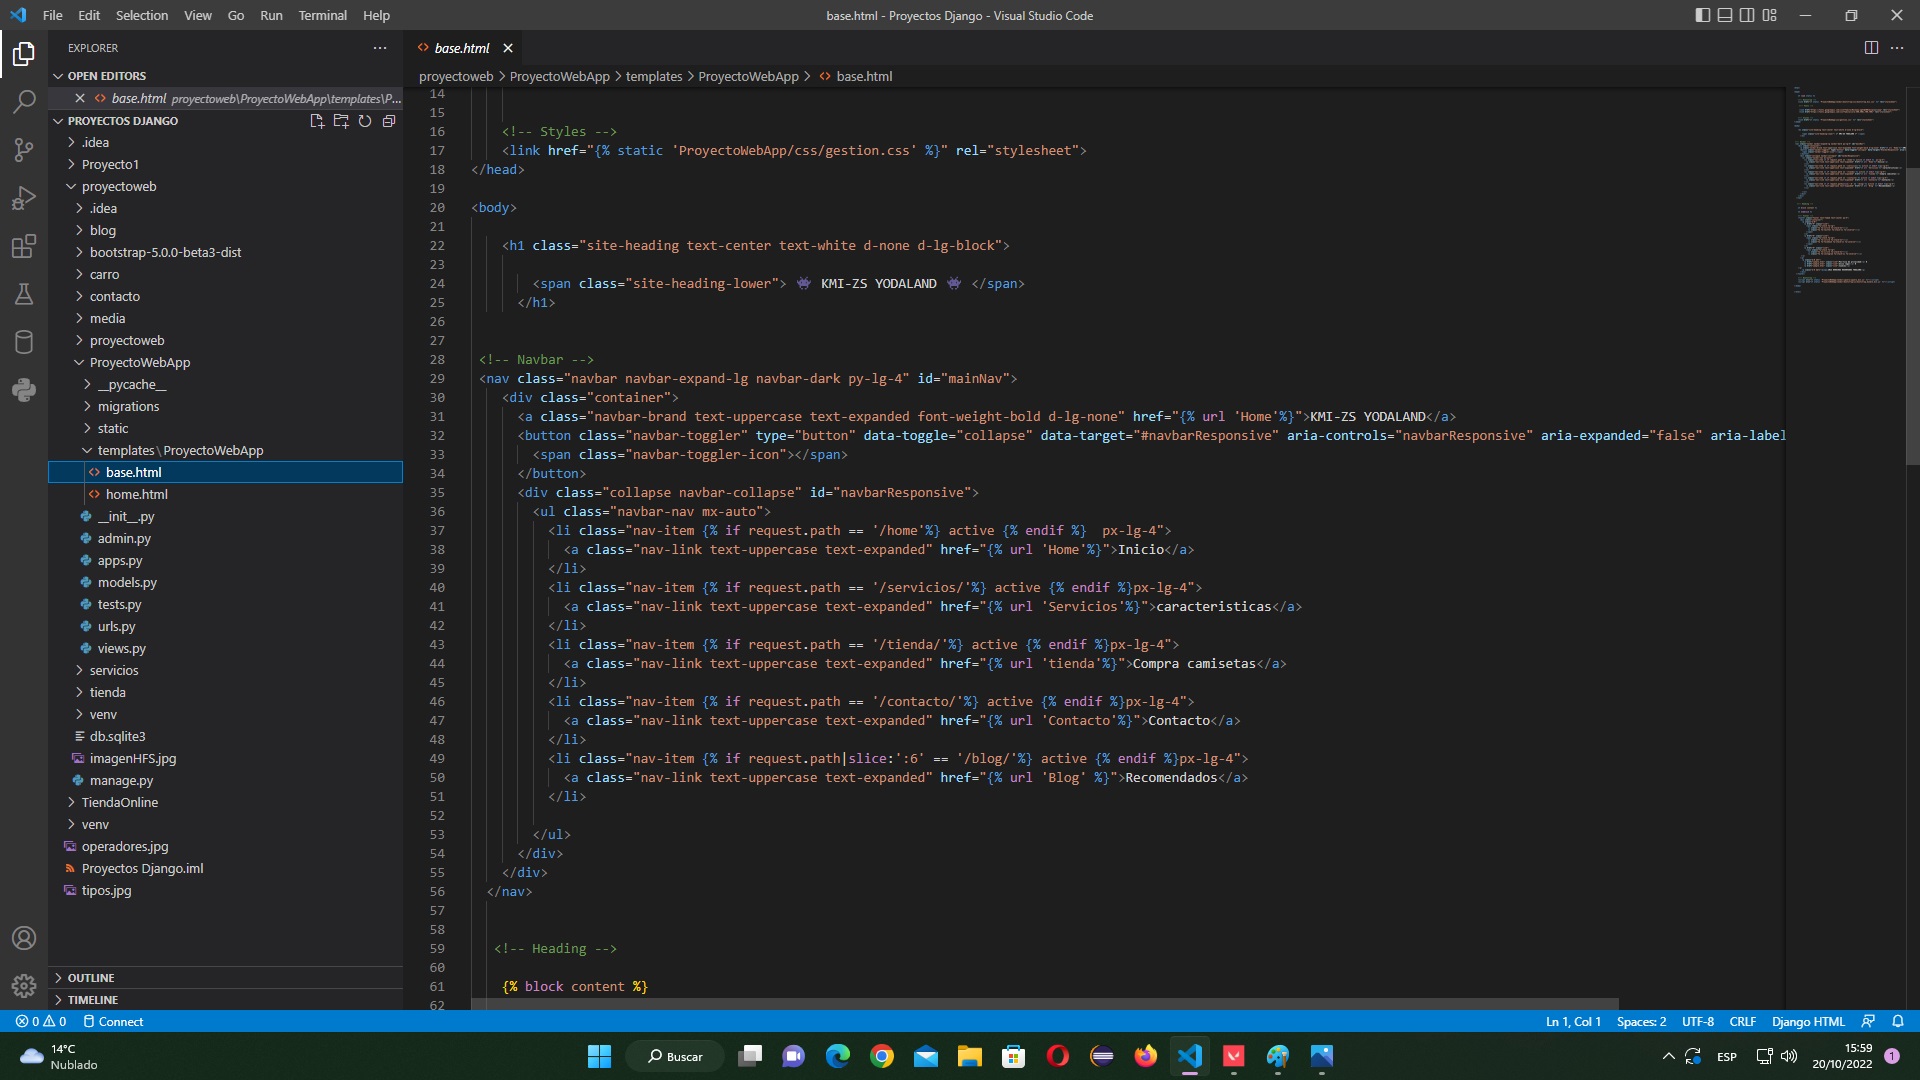 File Edit Selection View Go Run Terminal Help
base.html - Proyectos Django - Visual Studio Code
EXPLORER
OPEN EDITORS
base.html proyectoweb\ProyectoWebApp\templates\P...
PROYECTOS DJANGO
.idea
Proyecto1
proyectoweb
.idea
blog
bootstrap-5.0.0-beta3-dist
carro
contacto
media
proyectoweb
ProyectoWebApp
__pycache__
migrations
static
templates\ProyectoWebApp
base.html
home.html
__init__.py
admin.py
apps.py
models.py
tests.py
urls.py
views.py
servicios
tienda
venv
db.sqlite3
imagenHFS.jpg
manage.py
TiendaOnline
venv
operadores.jpg
Proyectos Django.iml
tipos.jpg
OUTLINE
TIMELINE
base.html
proyectoweb > ProyectoWebApp > templates > ProyectoWebApp > base.html
14
15
16 <!-- Styles -->
17 <link href="{% static 'ProyectoWebApp/css/gestion.css' %}" rel="stylesheet">
18 </head>
19
20 <body>
21
22 <h1 class="site-heading text-center text-white d-none d-lg-block">
23
24 <span class="site-heading-lower"> 👾 KMI-ZS YODALAND 👾 </span>
25 </h1>
26
27
28 <!-- Navbar -->
29 <nav class="navbar navbar-expand-lg navbar-dark py-lg-4" id="mainNav">
30 <div class="container">
31 <a class="navbar-brand text-uppercase text-expanded font-weight-bold d-lg-none" href="{% url 'Home'%}">KMI-ZS YODALAND</a>
32 <button class="navbar-toggler" type="button" data-toggle="collapse" data-target="#navbarResponsive" aria-controls="navbarResponsive" aria-expanded="false" aria-label
33 <span class="navbar-toggler-icon"></span>
34 </button>
35 <div class="collapse navbar-collapse" id="navbarResponsive">
36 <ul class="navbar-nav mx-auto">
37 <li class="nav-item {% if request.path == '/home'%} active {% endif %}  px-lg-4">
38 <a class="nav-link text-uppercase text-expanded" href="{% url 'Home'%}">Inicio</a>
39 </li>
40 <li class="nav-item {% if request.path == '/servicios/'%} active {% endif %}px-lg-4">
41 <a class="nav-link text-uppercase text-expanded" href="{% url 'Servicios'%}">caracteristicas</a>
42 </li>
43 <li class="nav-item {% if request.path == '/tienda/'%} active {% endif %}px-lg-4">
44 <a class="nav-link text-uppercase text-expanded" href="{% url 'tienda'%}">Compra camisetas</a>
45 </li>
46 <li class="nav-item {% if request.path == '/contacto/'%} active {% endif %}px-lg-4">
47 <a class="nav-link text-uppercase text-expanded" href="{% url 'Contacto'%}">Contacto</a>
48 </li>
49 <li class="nav-item {% if request.path|slice:':6' == '/blog/'%} active {% endif %}px-lg-4">
50 <a class="nav-link text-uppercase text-expanded" href="{% url 'Blog' %}">Recomendados</a>
51 </li>
52
53 </ul>
54 </div>
55 </div>
56 </nav>
57
58
59 <!-- Heading -->
60
61 {% block content %}
62
0 0 Connect
Ln 1, Col 1 Spaces: 2 UTF-8 CRLF Django HTML
14°C
Nublado
Buscar
ESP
15:59
20/10/2022
1